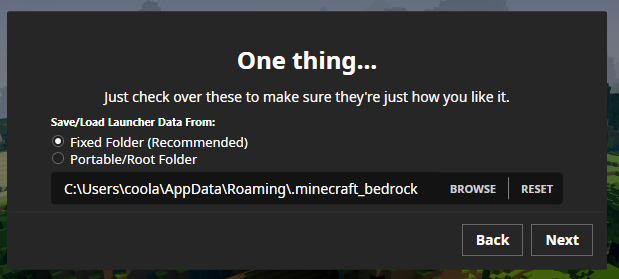 One thing...
Just check over these to make sure they're just how you like it.
Save/Load Launcher Data From:
Fixed Folder (Recommended)
Portable/Root Folder
C:\Users\coola\AppData\Roaming\.minecraft_bedrock BROWSE RESET
Back Next